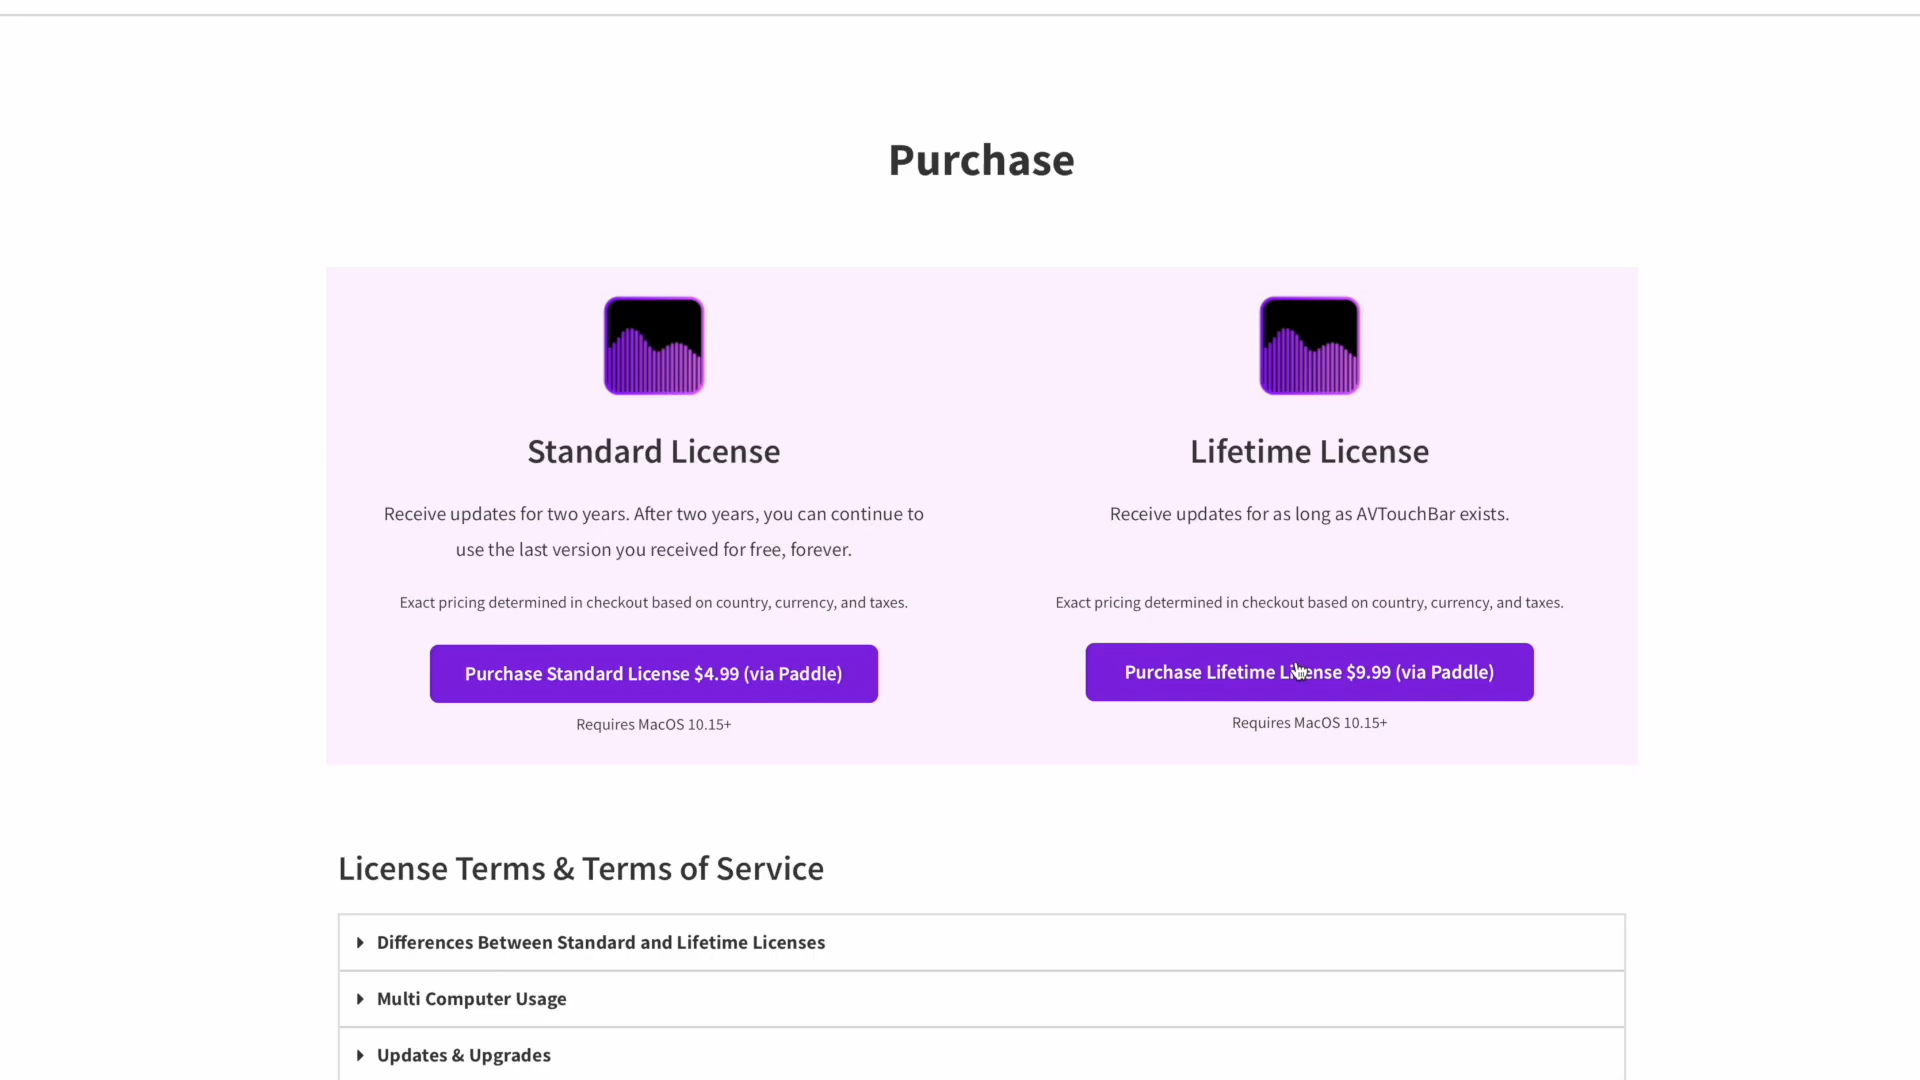 Purchase
Standard License
Receive updates for two years. After two years, you can continue to
use the last version you received for free, forever.
Exact pricing determined in checkout based on country, currency, and taxes.
Purchase Standard License $4.99 (via Paddle)
Requires MacOS 10.15+
Lifetime License
Receive updates for as long as AVTouchBar exists.
Exact pricing determined in checkout based on country, currency, and taxes.
Purchase Lifetime License $9.99 (via Paddle)
Requires MacOS 10.15+
License Terms & Terms of Service
Differences Between Standard and Lifetime Licenses
Multi Computer Usage
Updates & Upgrades